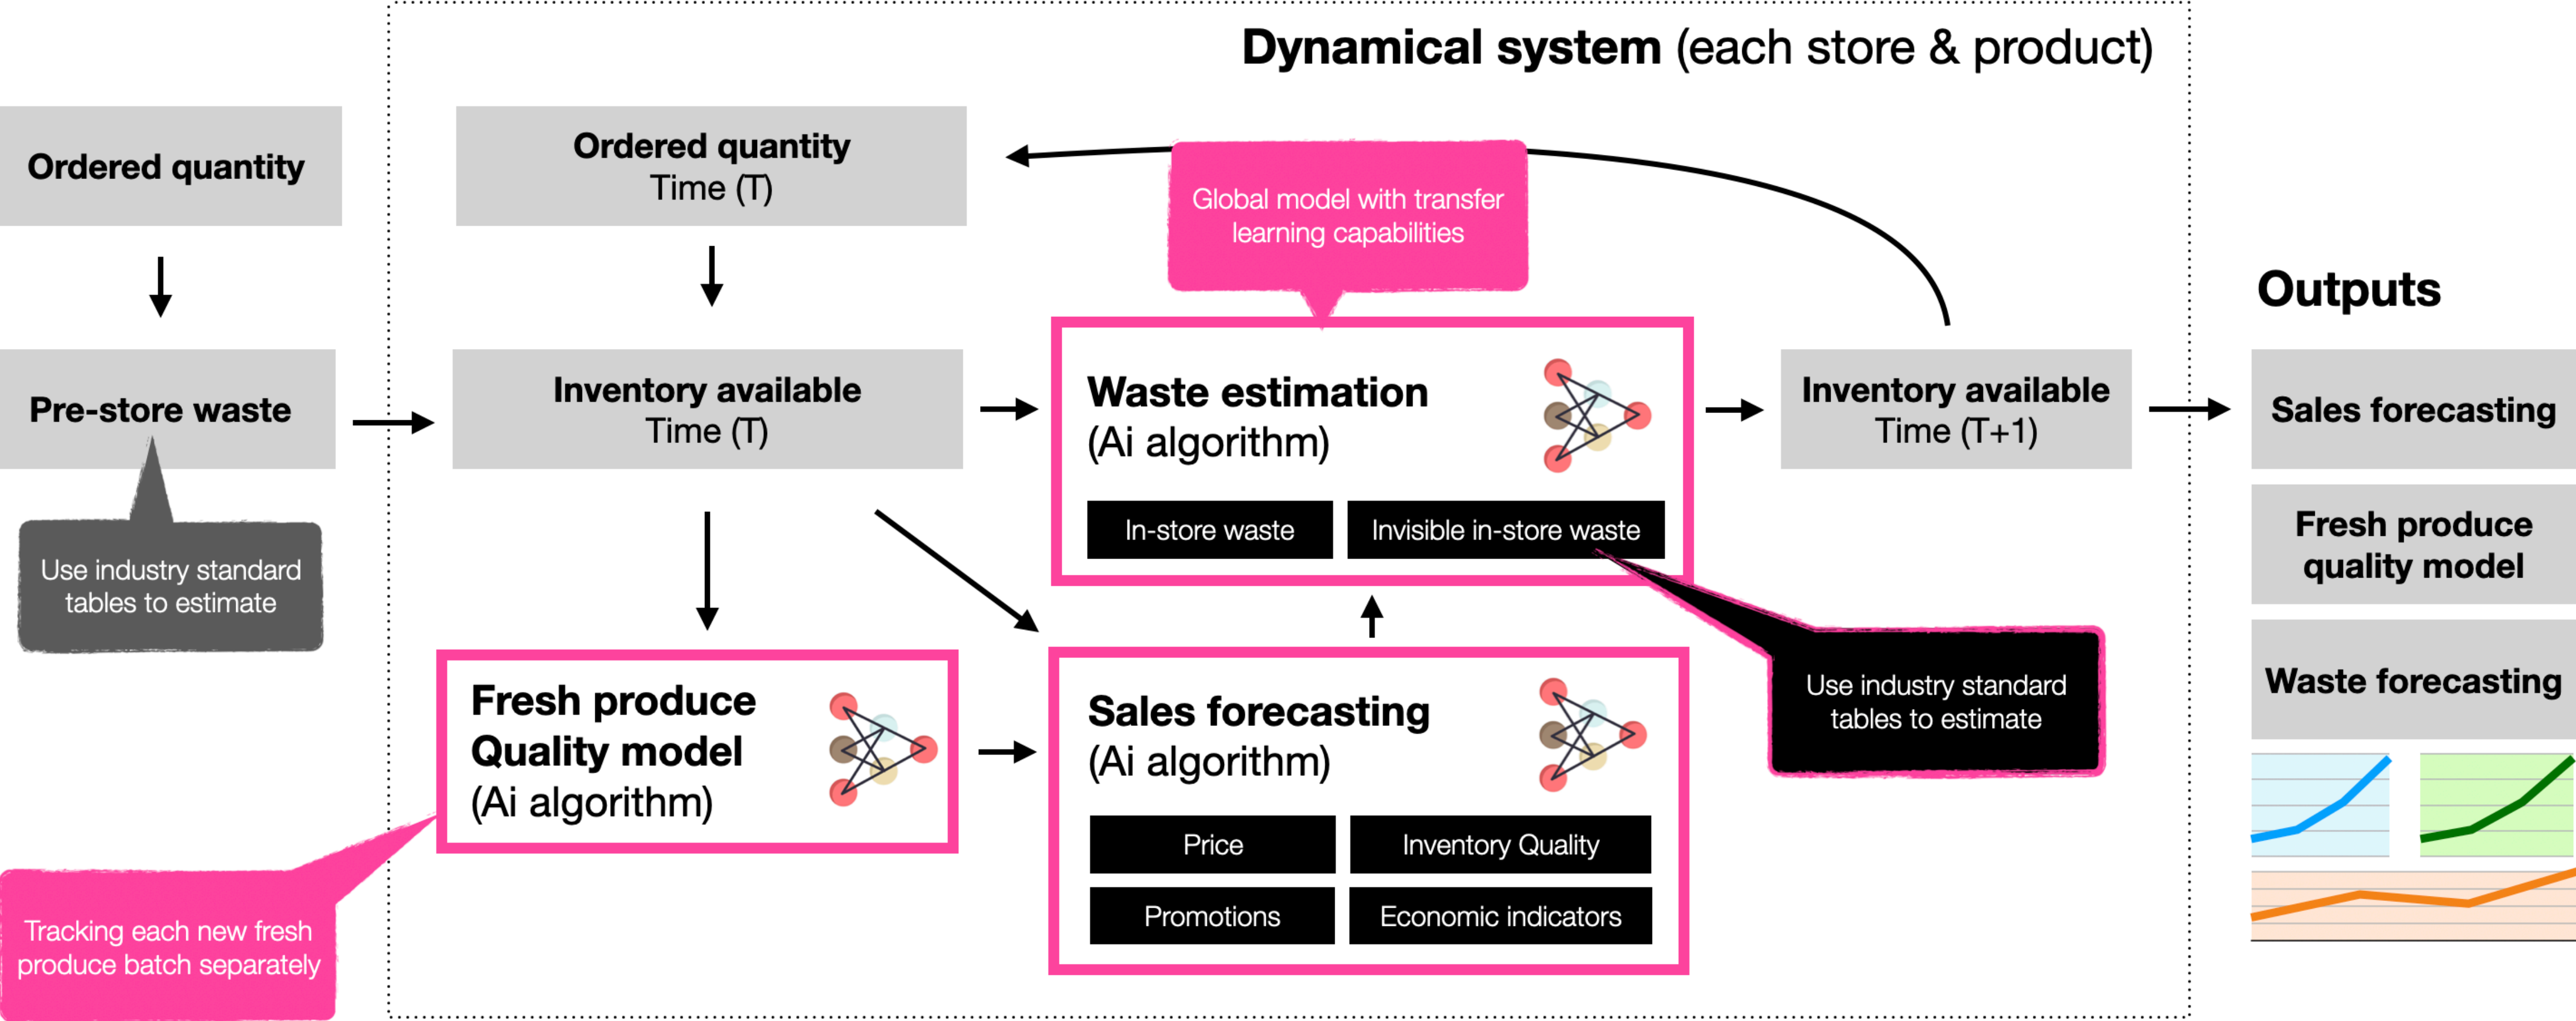 Dynamical system (each store & product)
Ordered quantity
Ordered quantity
Time (T)
Global model with transfer
learning capabilities
Outputs
Pre-store waste
Inventory available
Time (T)
Waste estimation
(Ai algorithm)
In-store waste
Invisible in-store waste
Inventory available
Time (T+1)
Sales forecasting
Fresh produce
quality model
Waste forecasting
Use industry standard
tables to estimate
Fresh produce
Quality model
(Ai algorithm)
Sales forecasting
(Ai algorithm)
Price
Inventory Quality
Promotions
Economic indicators
Use industry standard
tables to estimate
Tracking each new fresh
produce batch separately